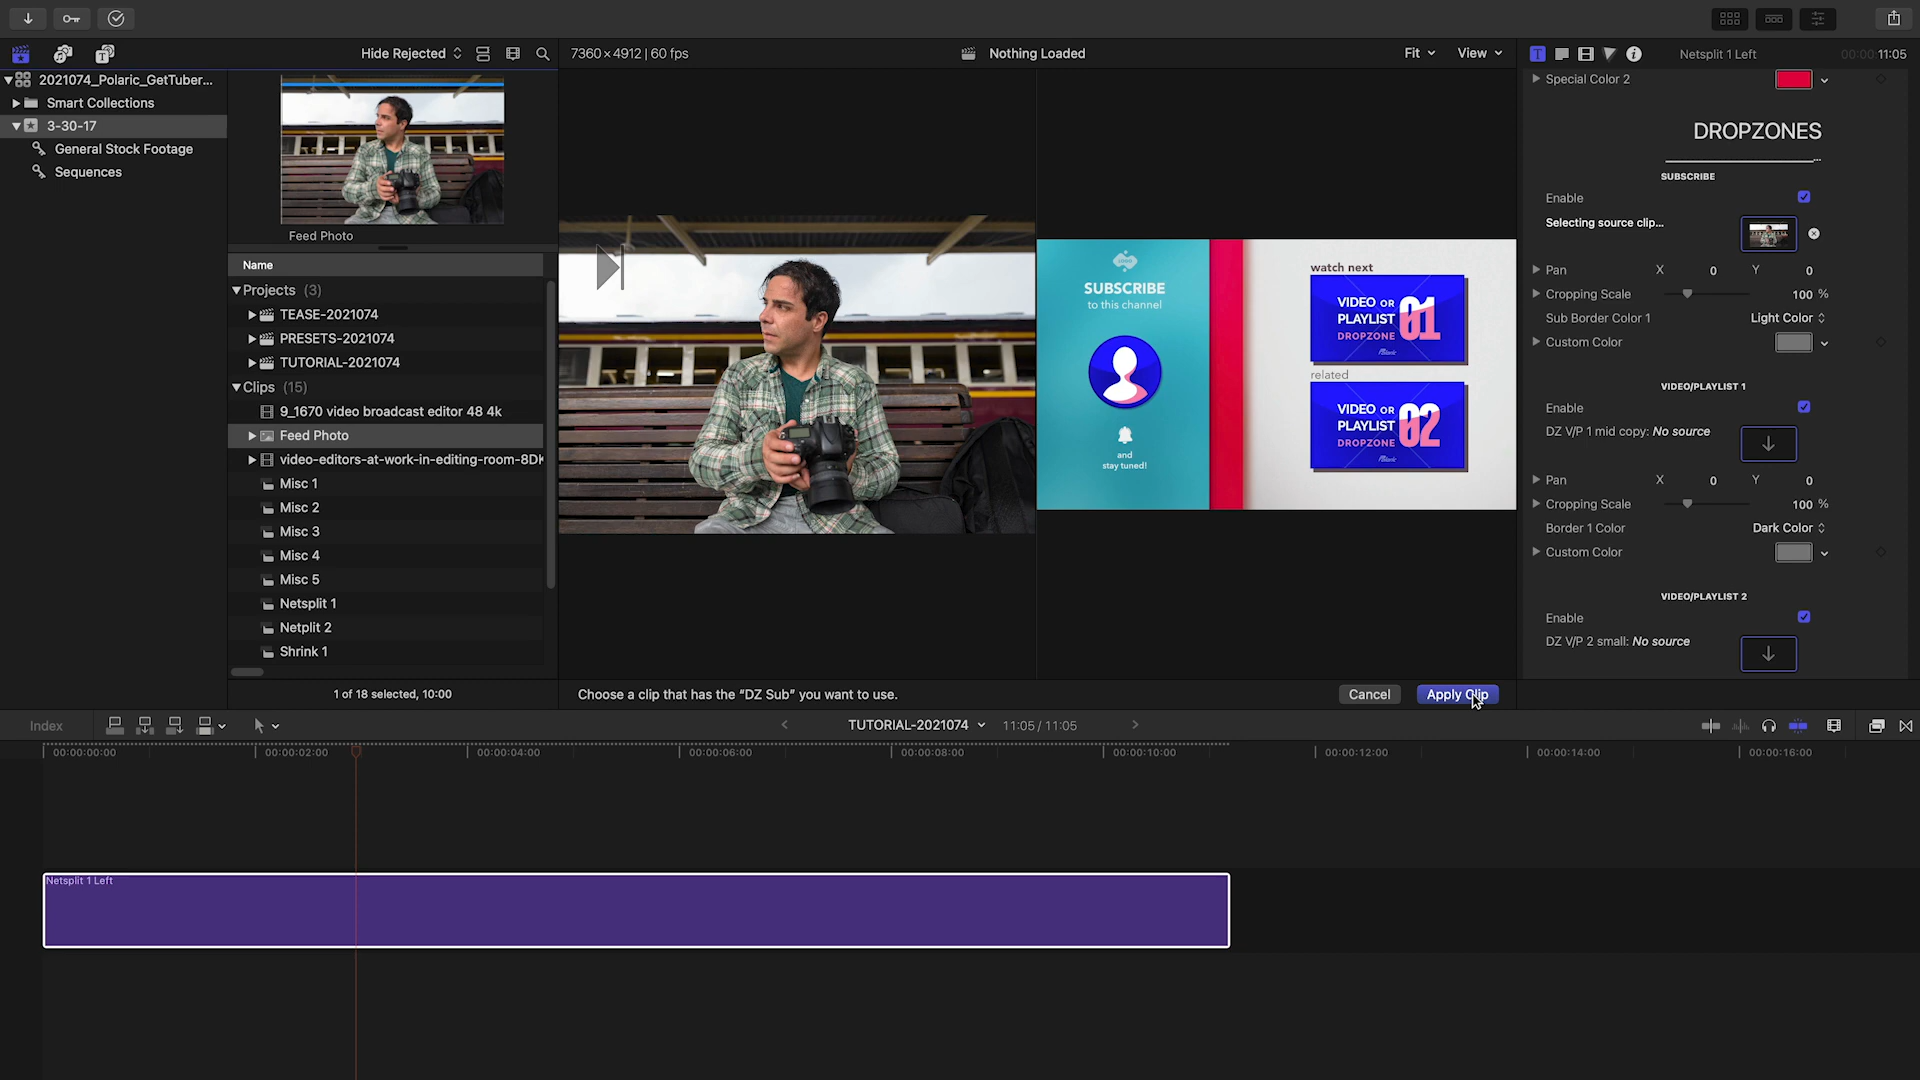 Hide Rejected
7360 × 4912 | 60 fps
Nothing Loaded
Fit
View
Netsplit 1 Left
00:00:11:05
2021074_Polaric_GetTuber...
Smart Collections
3-30-17
General Stock Footage
Sequences
Feed Photo
Name
Projects (3)
TEASE-2021074
PRESETS-2021074
TUTORIAL-2021074
Clips (15)
9_1670 video broadcast editor 48 4k
Feed Photo
video-editors-at-work-in-editing-room-8DK
Misc 1
Misc 2
Misc 3
Misc 4
Misc 5
Netsplit 1
Netplit 2
Shrink 1
1 of 18 selected, 10:00
SUBSCRIBE
to this channel
and
stay tuned!
watch next
VIDEO OR
PLAYLIST
DROPZONE
01
related
VIDEO OR
PLAYLIST
DROPZONE
02
Choose a clip that has the "DZ Sub" you want to use.
Cancel
Apply Clip
Special Color 2
DROPZONES
SUBSCRIBE
Enable
Selecting source clip...
Pan X 0 Y 0
Cropping Scale 100 %
Sub Border Color 1 Light Color
Custom Color
VIDEO/PLAYLIST 1
Enable
DZ V/P 1 mid copy: No source
Pan X 0 Y 0
Cropping Scale 100 %
Border 1 Color Dark Color
Custom Color
VIDEO/PLAYLIST 2
Enable
DZ V/P 2 small: No source
Index
TUTORIAL-2021074
11:05 / 11:05
00:00:00:00 00:00:02:00 00:00:04:00 00:00:06:00 00:00:08:00 00:00:10:00 00:00:12:00 00:00:14:00 00:00:16:00
Netsplit 1 Left